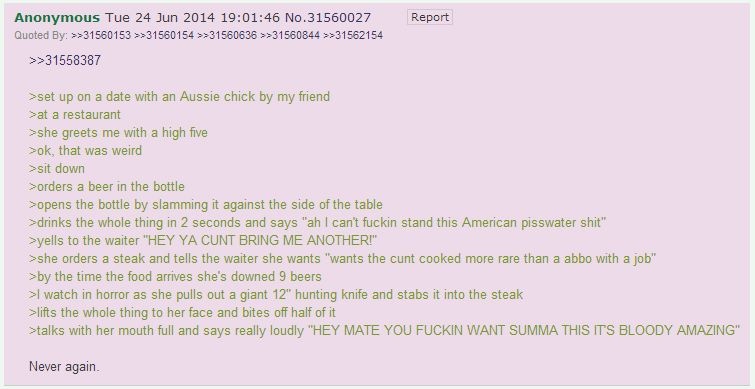 Anonymous Tue 24 Jun 2014 19:01:46 No.31560027 Report
Quoted By: >>31560153 >>31560154 >>31560636 >>31560844 >>31562154
>>31558387
>set up on a date with an Aussie chick by my friend
>at a restaurant
>she greets me with a high five
>ok, that was weird
>sit down
>orders a beer in the bottle
>opens the bottle by slamming it against the side of the table
>drinks the whole thing in 2 seconds and says "ah I can't fuckin stand this American pisswater shit"
>yells to the waiter "HEY YA CUNT BRING ME ANOTHER!"
>she orders a steak and tells the waiter she wants "wants the cunt cooked more rare than a abbo with a job"
>by the time the food arrives she's downed 9 beers
>I watch in horror as she pulls out a giant 12" hunting knife and stabs it into the steak
>lifts the whole thing to her face and bites off half of it
>talks with her mouth full and says really loudly "HEY MATE YOU FUCKIN WANT SUMMA THIS IT'S BLOODY AMAZING"
Never again.